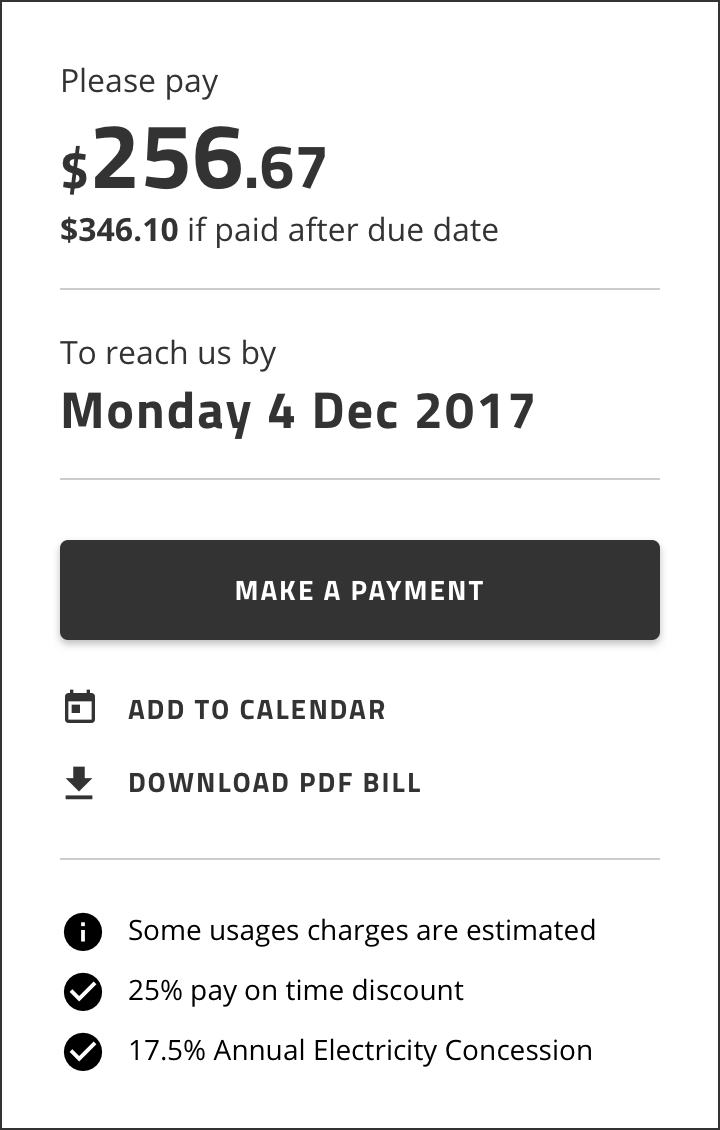 Please pay
$256.67
$346.10 if paid after due date
To reach us by
Monday 4 Dec 2017
MAKE A PAYMENT
ADD TO CALENDAR
DOWNLOAD PDF BILL
Some usages charges are estimated
25% pay on time discount
17.5% Annual Electricity Concession